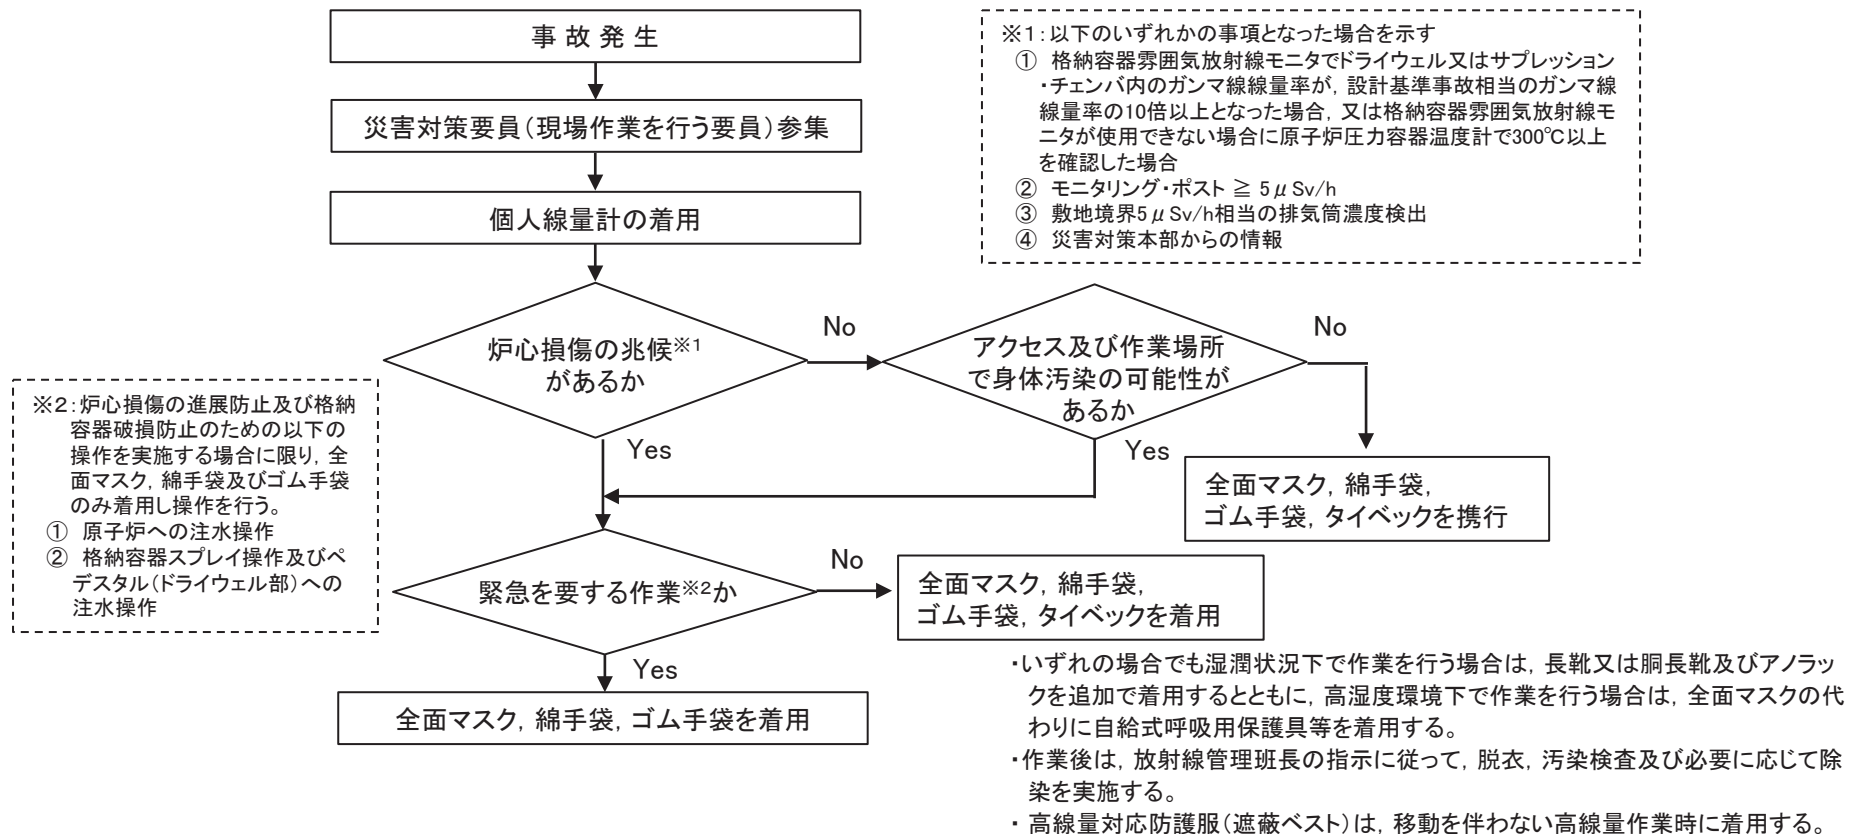 事 故 発 生
災害対策要員（現場作業を行う要員）参集
個人線量計の着用
※1：以下のいずれかの事項となった場合を示す
① 格納容器雰囲気放射線モニタでドライウェル又はサプレッション
・チェンバ内のガンマ線線量率が，設計基準事故相当のガンマ線
線量率の10倍以上となった場合，又は格納容器雰囲気放射線モ
ニタが使用できない場合に原子炉圧力容器温度計で300℃以上
を確認した場合
② モニタリング・ポスト ≧ 5μSv/h
③ 敷地境界5μSv/h相当の排気筒濃度検出
④ 災害対策本部からの情報
炉心損傷の兆候※1
があるか
No
アクセス及び作業場所
で身体汚染の可能性が
あるか
No
Yes
Yes
※2：炉心損傷の進展防止及び格納
容器破損防止のための以下の
操作を実施する場合に限り，全
面マスク，綿手袋及びゴム手袋
のみ着用し操作を行う。
① 原子炉への注水操作
② 格納容器スプレイ操作及びペ
デスタル（ドライウェル部）への
注水操作
全面マスク，綿手袋，
ゴム手袋，タイベックを携行
緊急を要する作業※2か
No
全面マスク，綿手袋，
ゴム手袋，タイベックを着用
Yes
全面マスク，綿手袋，ゴム手袋を着用
・いずれの場合でも湿潤状況下で作業を行う場合は，長靴又は胴長靴及びアノラッ
クを追加で着用するとともに，高湿度環境下で作業を行う場合は，全面マスクの代
わりに自給式呼吸用保護具等を着用する。
・作業後は，放射線管理班長の指示に従って，脱衣，汚染検査及び必要に応じて除
染を実施する。
・ 高線量対応防護服（遮蔽ベスト）は，移動を伴わない高線量作業時に着用する。